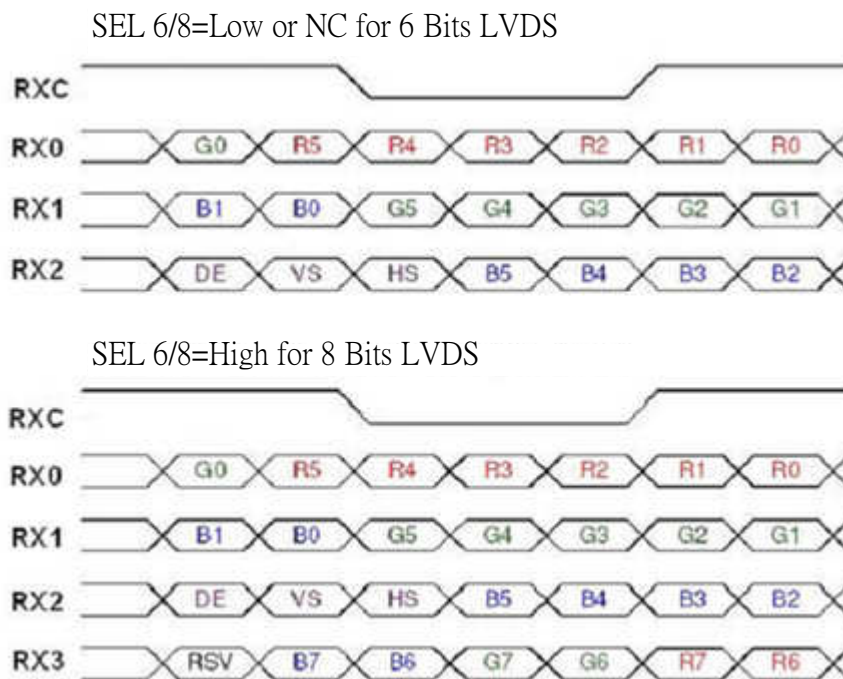 SEL 6/8=Low or NC for 6 Bits LVDS
RXC
RX0 G0 R5 R4 R3 R2 R1 R0
RX1 B1 B0 G5 G4 G3 G2 G1
RX2 DE VS HS B5 B4 B3 B2
SEL 6/8=High for 8 Bits LVDS
RXC
RX0 G0 R5 R4 R3 R2 R1 R0
RX1 B1 B0 G5 G4 G3 G2 G1
RX2 DE VS HS B5 B4 B3 B2
RX3 RSV B7 B6 G7 G6 R7 R6